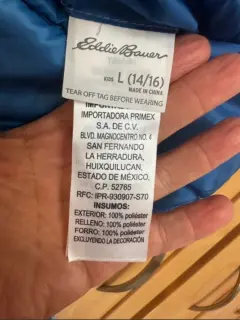 Eddie Bauer
KIDS L (14/16)
MADE IN CHINA
TEAR OFF TAG BEFORE WEARING
IMPORTADORA PRIMEX
S.A. DE C.V.
BLVD. MAGNOCENTRO NO. 4
SAN FERNANDO
LA HERRADURA,
HUIXQUILUCAN,
ESTADO DE MÉXICO,
C.P. 52765
RFC: IPR-930907-S70
INSUMOS:
EXTERIOR: 100% poliéster
RELLENO: 100% poliéster
FORRO: 100% poliéster
EXCLUYENDO LA DECORACIÓN